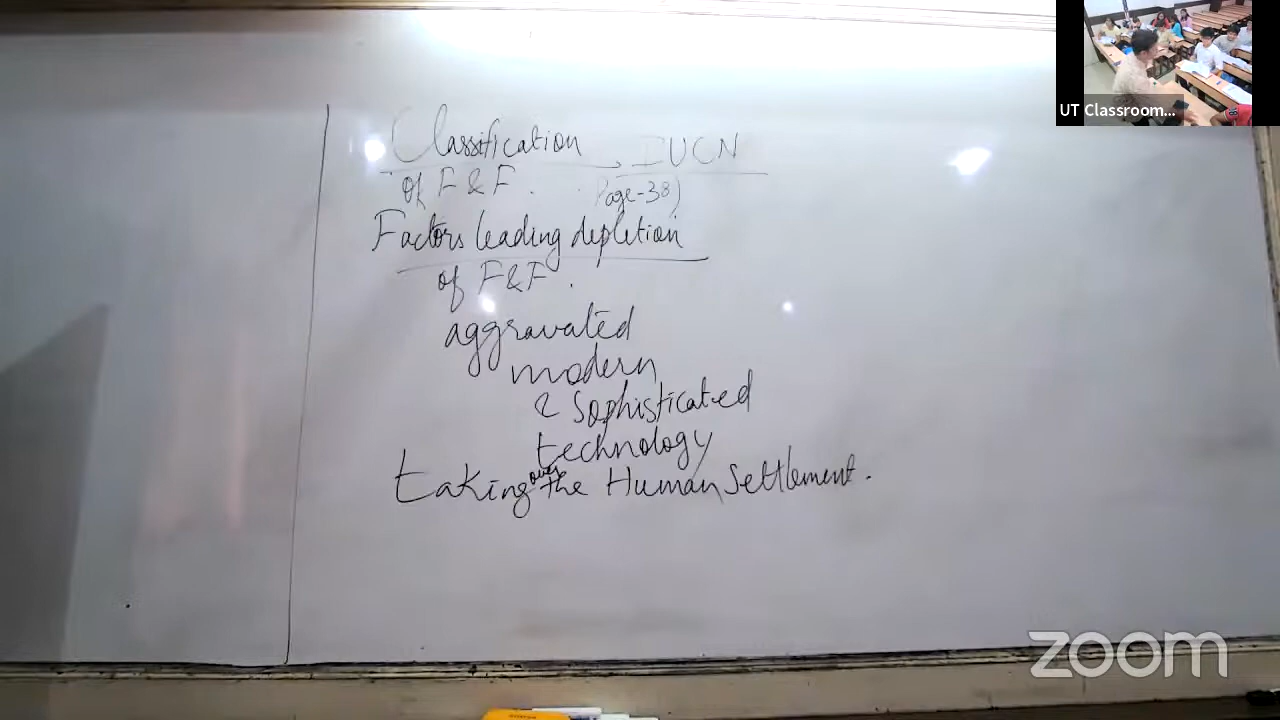 Classification → IUCN
of F & F. (Page-38)
Factors leading depletion
of F & F.
aggravated
modern
& Sophisticated
technology
taking over the Human Settlement.
UT Classroom...
zoom